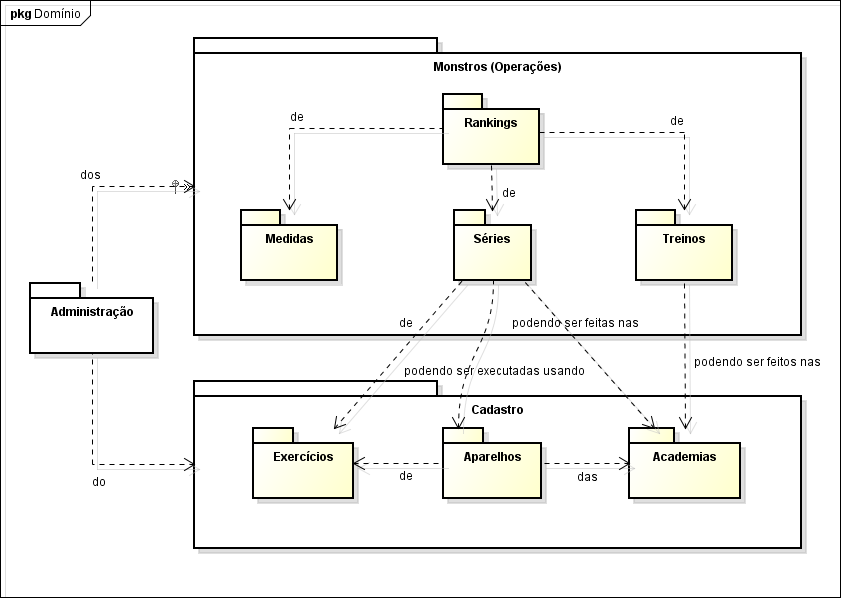 pkg Domínio
Monstros (Operações)
Rankings
de
de
dos
de
Medidas
Séries
Treinos
Administração
de
podendo ser feitas nas
podendo ser feitos nas
podendo ser executadas usando
Cadastro
Exercícios
Aparelhos
Academias
de
das
do